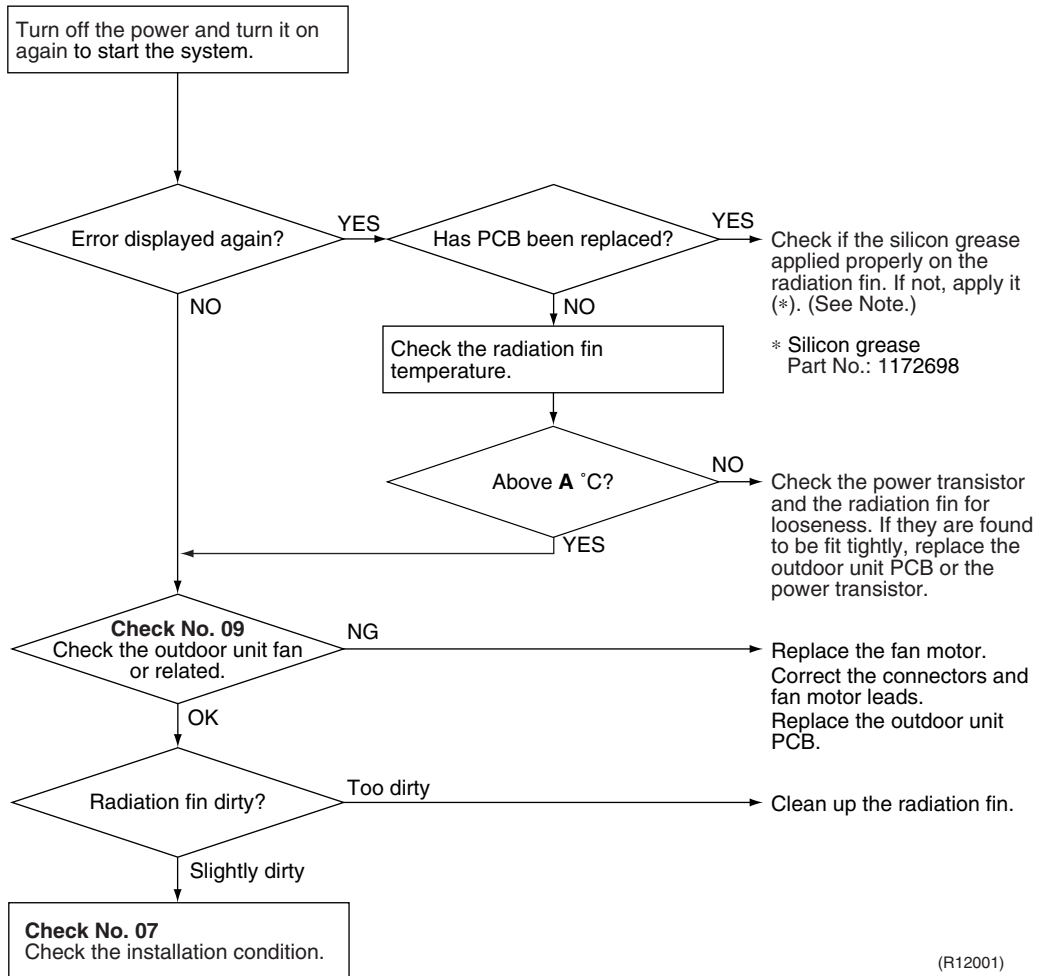 Turn off the power and turn it on
again to start the system.
Error displayed again?
YES
Has PCB been replaced?
YES
Check if the silicon grease
applied properly on the
radiation fin. If not, apply it
(*). (See Note.)
* Silicon grease
Part No.: 1172698
NO
NO
Check the radiation fin
temperature.
Above A ˚C?
NO
Check the power transistor
and the radiation fin for
looseness. If they are found
to be fit tightly, replace the
outdoor unit PCB or the
power transistor.
YES
Check No. 09
Check the outdoor unit fan
or related.
NG
Replace the fan motor.
Correct the connectors and
fan motor leads.
Replace the outdoor unit
PCB.
OK
Radiation fin dirty?
Too dirty
Clean up the radiation fin.
Slightly dirty
Check No. 07
Check the installation condition.
(R12001)